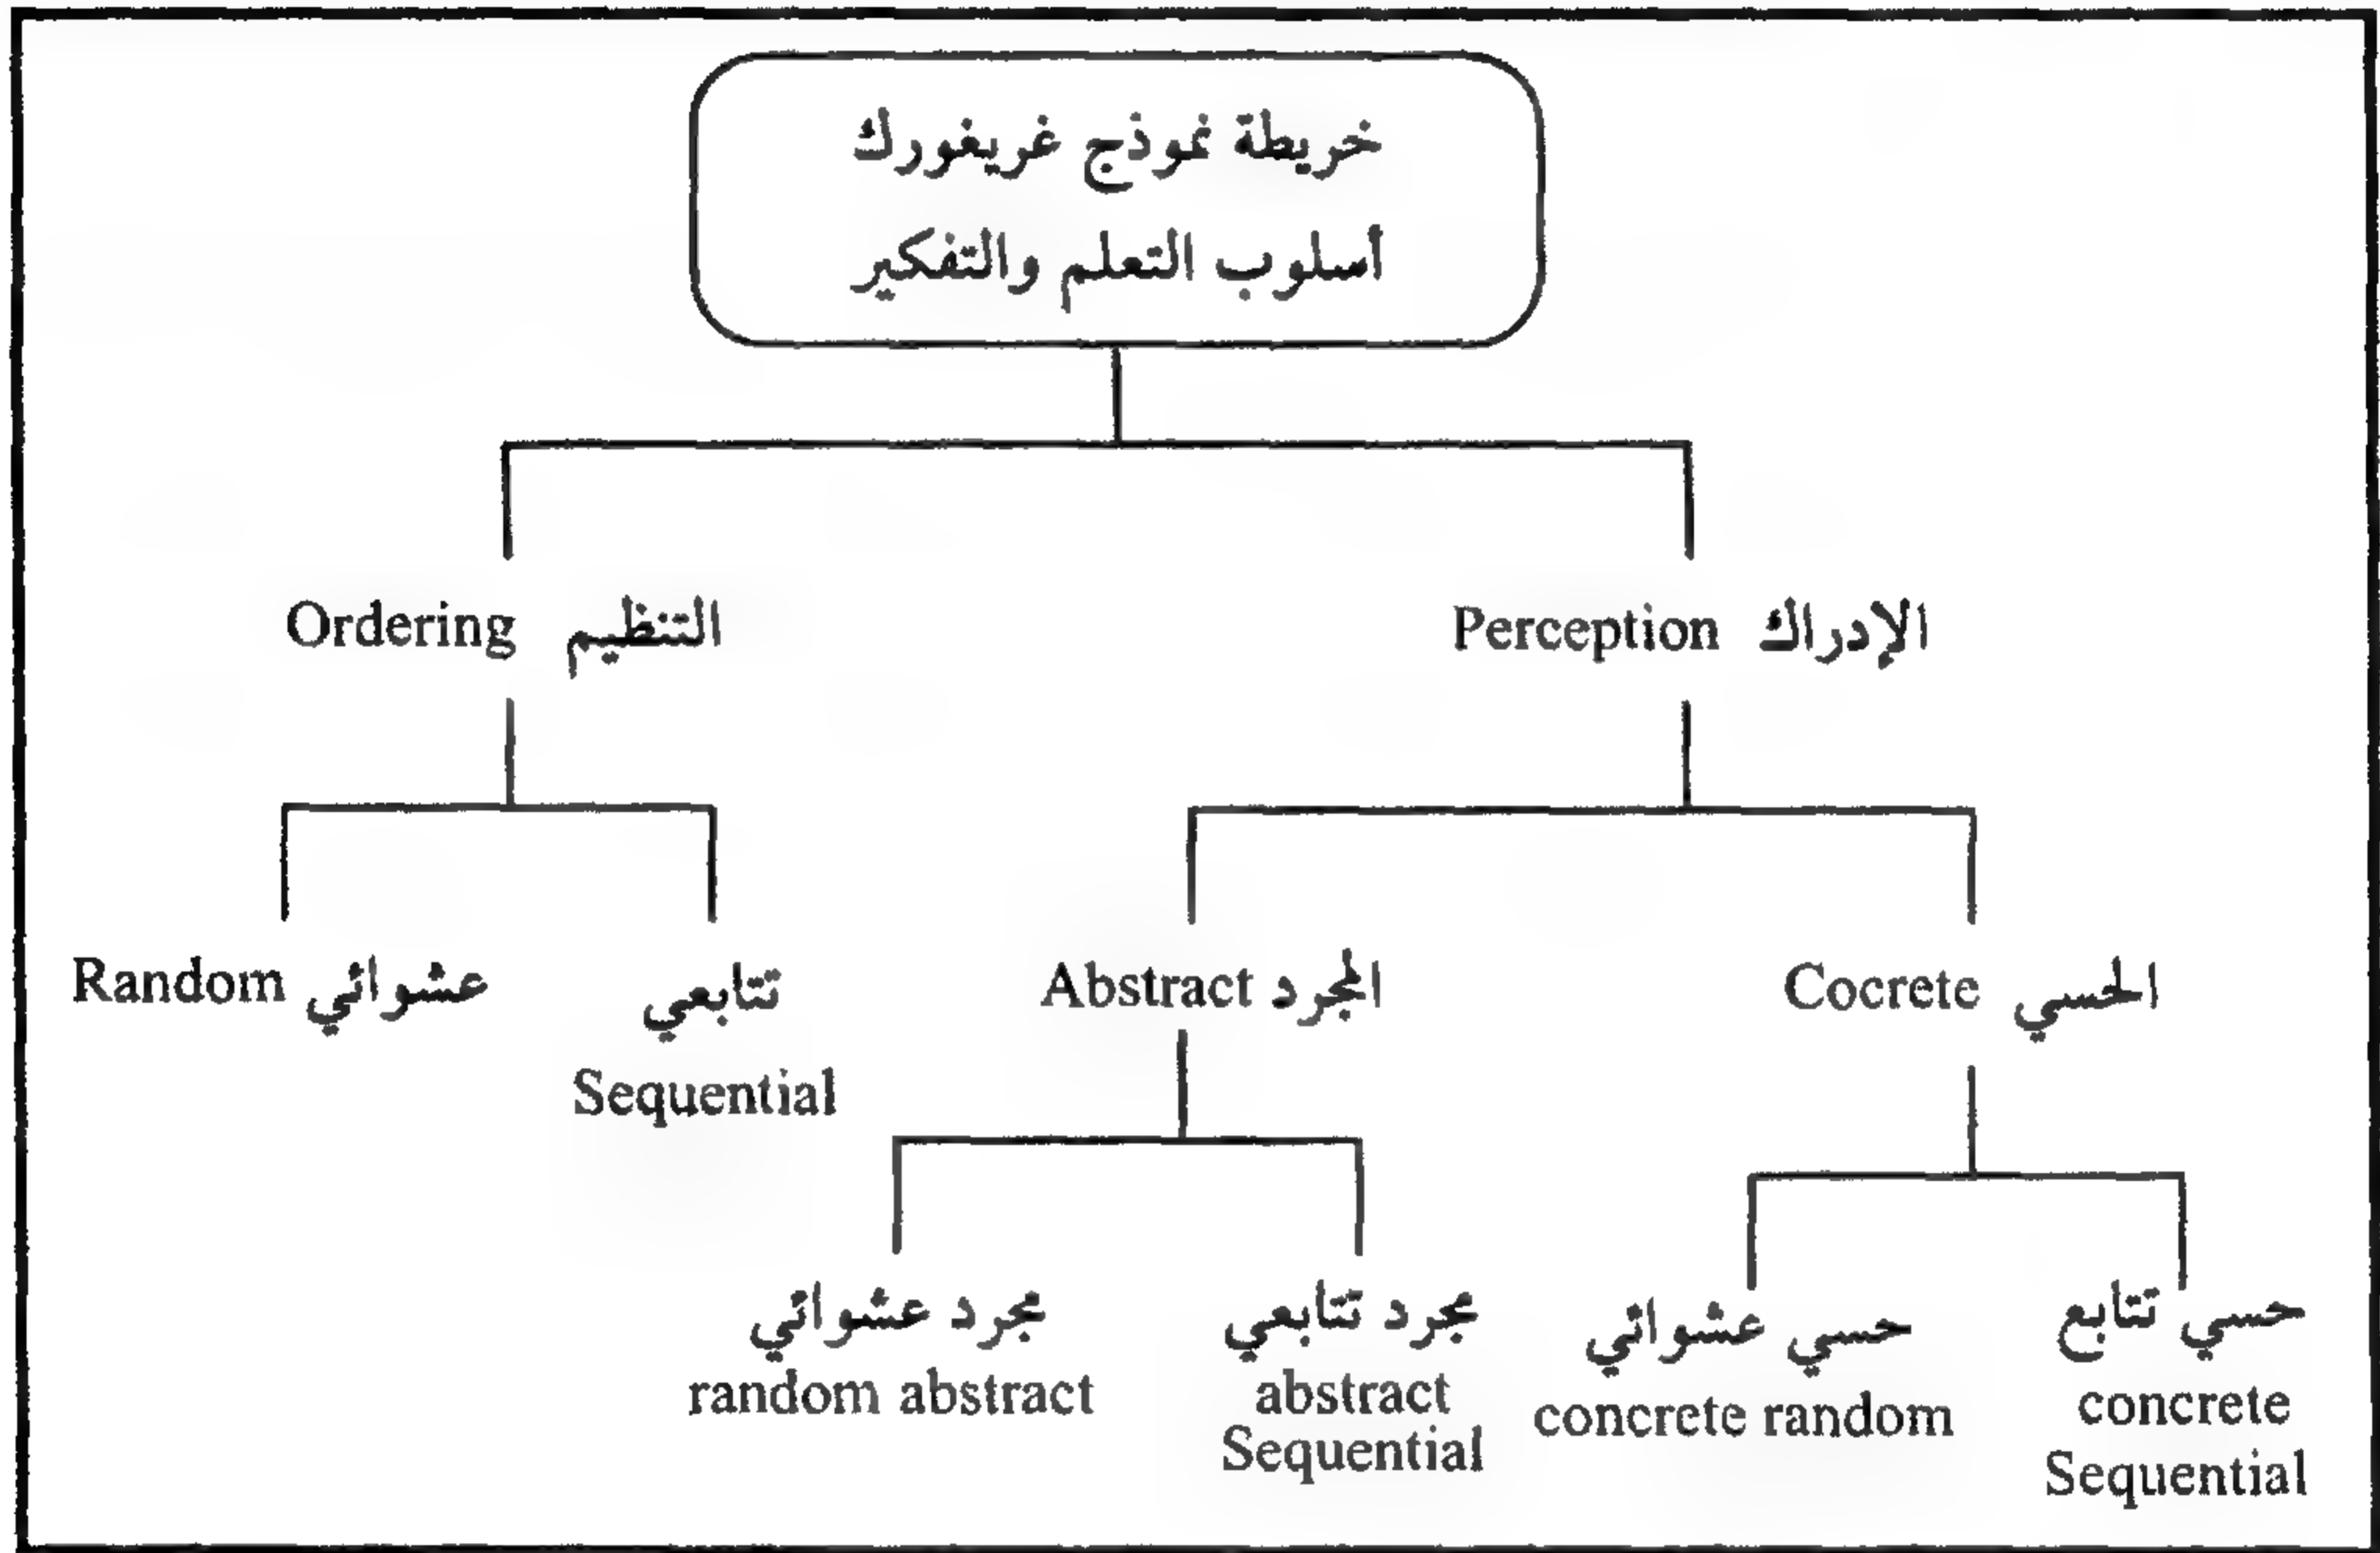 خريطة نموذج غريغورك
أسلوب التعلم والتفكير
الإدراك Perception
التنظيم Ordering
الحسي Cocrete
المجرد Abstract
تتابعي
Sequential
عشوائي Random
حسي تتابع
concrete
Sequential
حسي عشوائي
concrete random
مجرد تتابعي
abstract
Sequential
مجرد عشوائي
random abstract